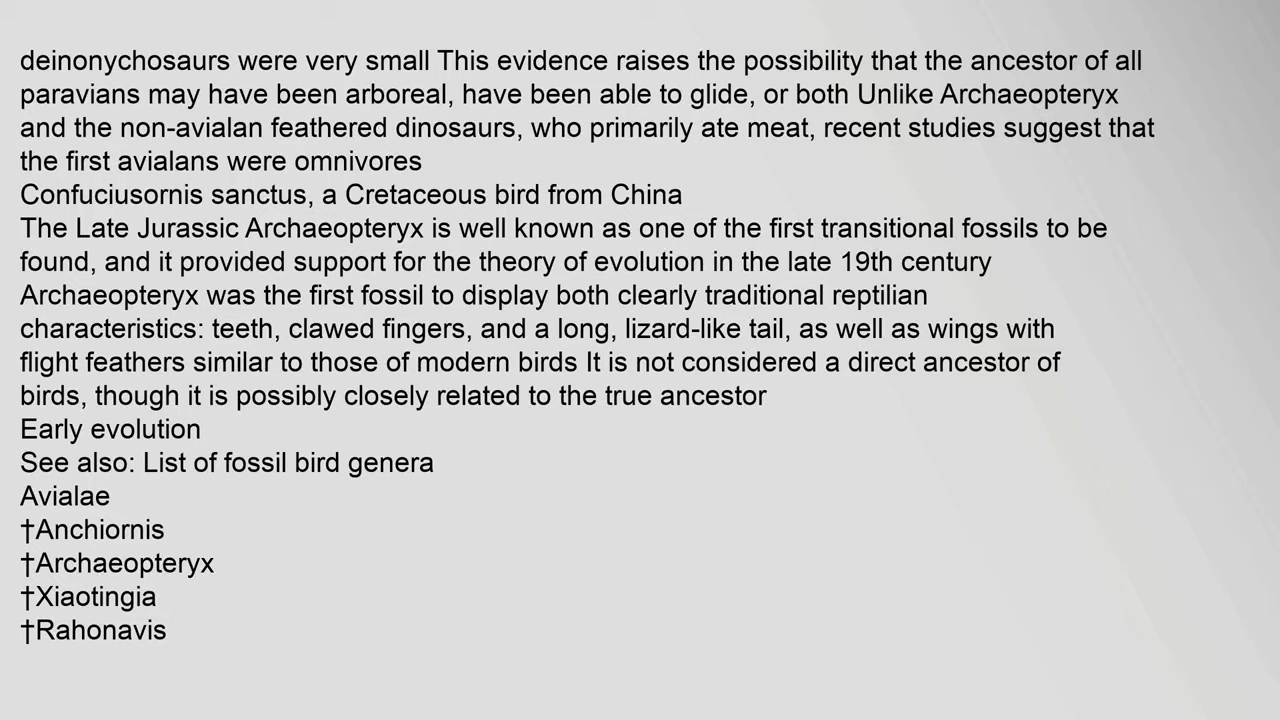 deinonychosaurs were very small This evidence raises the possibility that the ancestor of all
paravians may have been arboreal, have been able to glide, or both Unlike Archaeopteryx
and the non-avialan feathered dinosaurs, who primarily ate meat, recent studies suggest that
the first avialans were omnivores
Confuciusornis sanctus, a Cretaceous bird from China
The Late Jurassic Archaeopteryx is well known as one of the first transitional fossils to be
found, and it provided support for the theory of evolution in the late 19th century
Archaeopteryx was the first fossil to display both clearly traditional reptilian
characteristics: teeth, clawed fingers, and a long, lizard-like tail, as well as wings with
flight feathers similar to those of modern birds It is not considered a direct ancestor of
birds, though it is possibly closely related to the true ancestor
Early evolution
See also: List of fossil bird genera
Avialae
†Anchiornis
†Archaeopteryx
†Xiaotingia
†Rahonavis